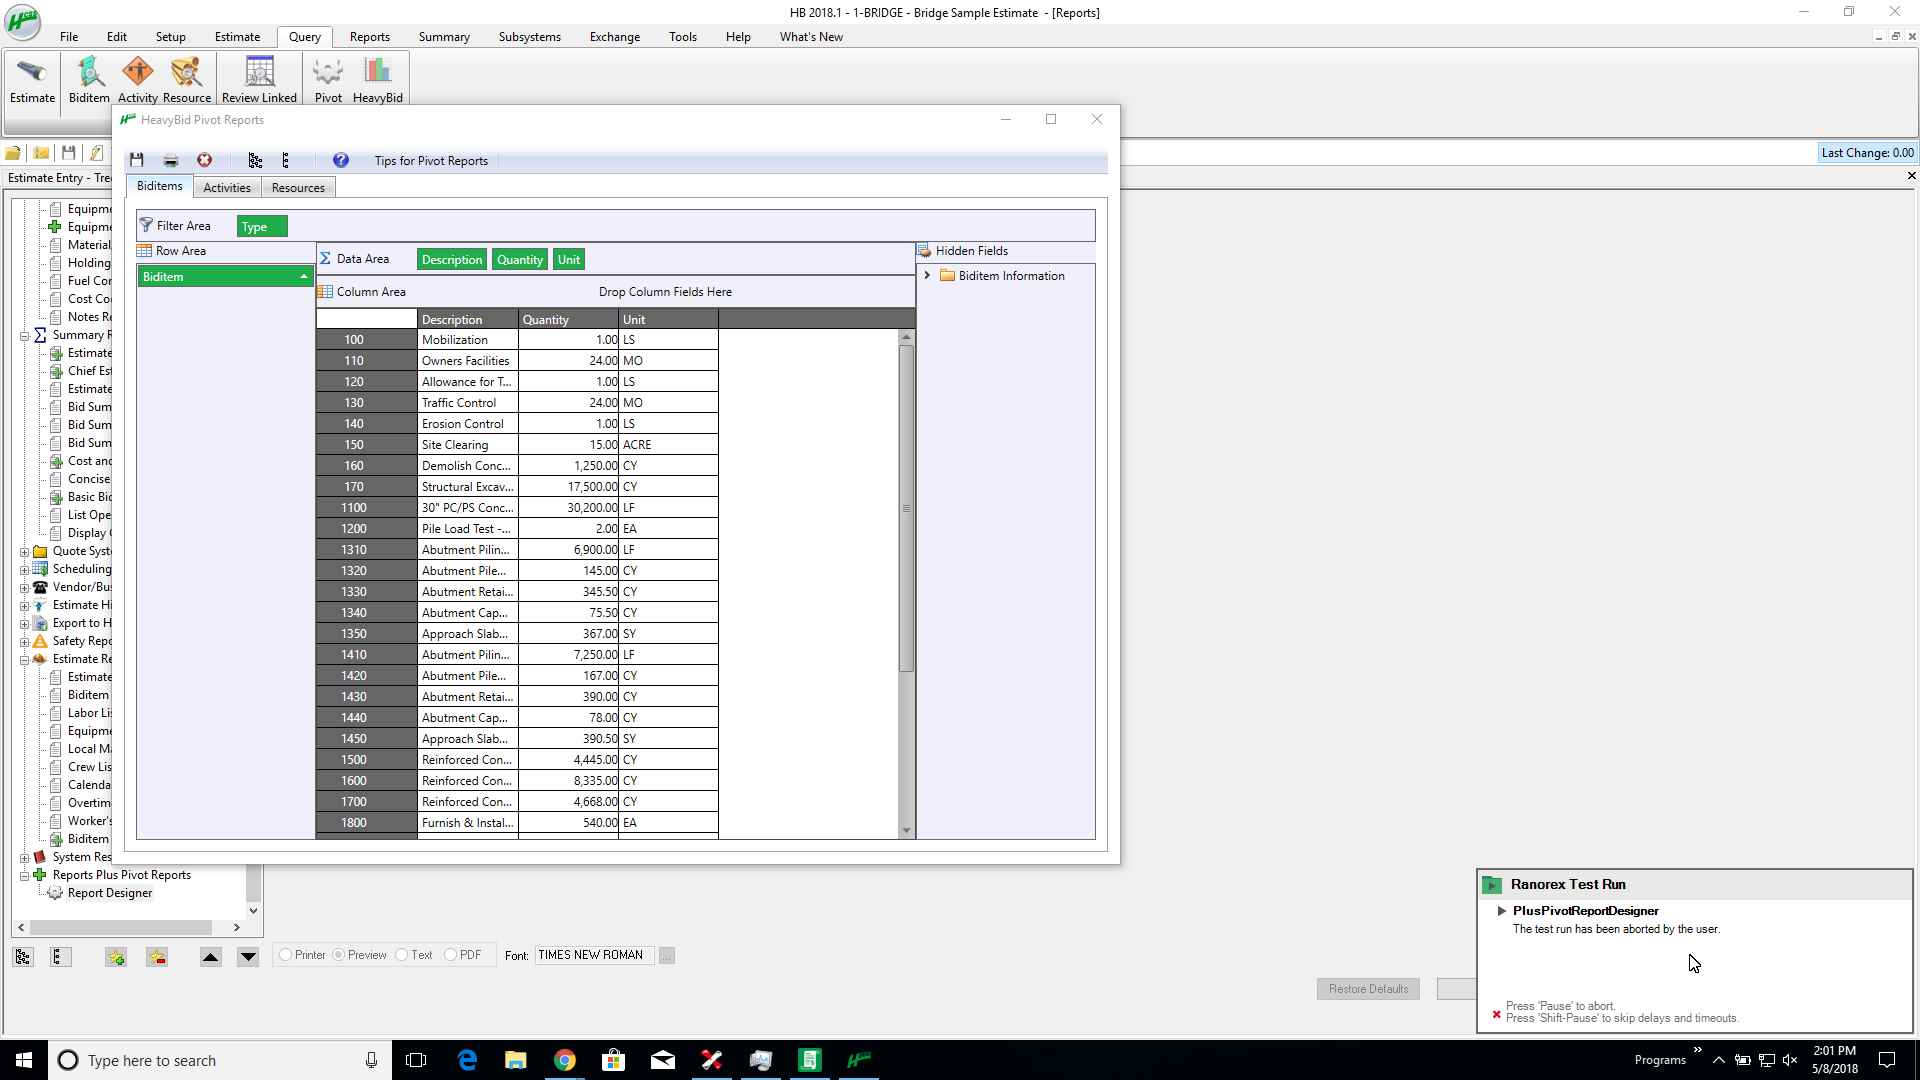 HB 2018.1 - 1-BRIDGE - Bridge Sample Estimate - [Reports]
File Edit Setup Estimate Query Reports Summary Subsystems Exchange Tools Help What's New
Estimate Biditem Activity Resource Review Linked Pivot HeavyBid
HeavyBid Pivot Reports
Last Change: 0.00
Tips for Pivot Reports
Estimate Entry - Tre
Biditems Activities Resources
Filter Area Type
Row Area
Biditem
Data Area Description Quantity Unit
Column Area Drop Column Fields Here
Hidden Fields
Biditem Information
Description Quantity Unit
100 Mobilization 1.00 LS
110 Owners Facilities 24.00 MO
120 Allowance for T... 1.00 LS
130 Traffic Control 24.00 MO
140 Erosion Control 1.00 LS
150 Site Clearing 15.00 ACRE
160 Demolish Conc... 1,250.00 CY
170 Structural Excav... 17,500.00 CY
1100 30" PC/PS Conc... 30,200.00 LF
1200 Pile Load Test -... 2.00 EA
1310 Abutment Pilin... 6,900.00 LF
1320 Abutment Pile... 145.00 CY
1330 Abutment Retai... 345.50 CY
1340 Abutment Cap... 75.50 CY
1350 Approach Slab... 367.00 SY
1410 Abutment Pilin... 7,250.00 LF
1420 Abutment Pile... 167.00 CY
1430 Abutment Retai... 390.00 CY
1440 Abutment Cap... 78.00 CY
1450 Approach Slab... 390.50 SY
1500 Reinforced Con... 4,445.00 CY
1600 Reinforced Con... 8,335.00 CY
1700 Reinforced Con... 4,668.00 CY
1800 Furnish & Instal... 540.00 EA
Equipme
Equipme
Material
Holding
Fuel Cor
Cost Co
Notes R
Summary R
Estimate
Chief Est
Estimate
Bid Sum
Bid Sum
Bid Sum
Cost and
Concise
Basic Bid
List Ope
Display
Quote Syst
Scheduling
Vendor/Bus
Estimate Hi
Export to H
Safety Repo
Estimate Re
Estimate
Biditem
Labor Lis
Equipme
Local Ma
Crew Lis
Calenda
Overtim
Worker's
Biditem
System Res
Reports Plus Pivot Reports
Report Designer
Printer Preview Text PDF Font: TIMES NEW ROMAN ...
Restore Defaults
Ranorex Test Run
PlusPivotReportDesigner
The test run has been aborted by the user.
Press 'Pause' to abort.
Press 'Shift-Pause' to skip delays and timeouts.
Type here to search
Programs
2:01 PM
5/8/2018